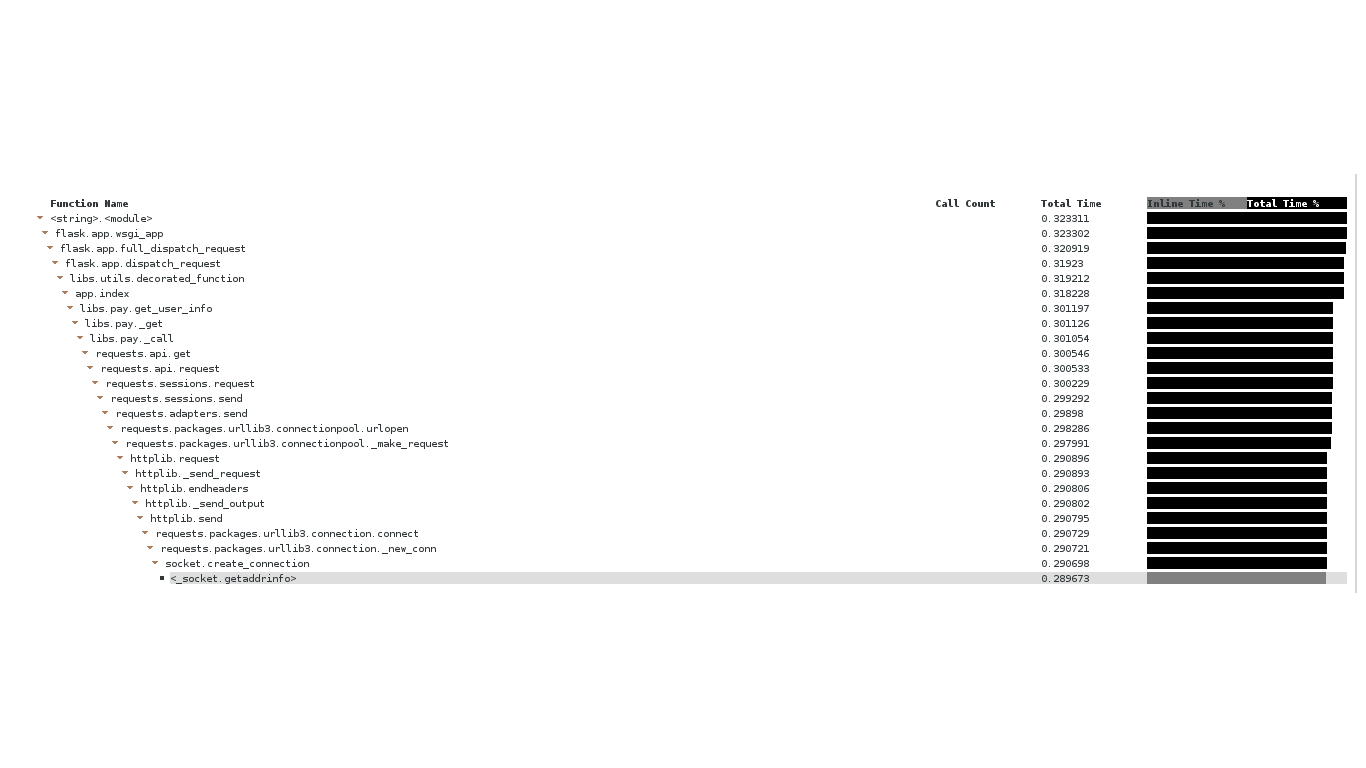 Function Name Call Count Total Time Inline Time % Total Time %
<string>.<module> 0.323311
flask.app.wsgi_app 0.323302
flask.app.full_dispatch_request 0.320919
flask.app.dispatch_request 0.31923
libs.utils.decorated_function 0.319212
app.index 0.318228
libs.pay.get_user_info 0.301197
libs.pay._get 0.301126
libs.pay._call 0.301054
requests.api.get 0.300546
requests.api.request 0.300533
requests.sessions.request 0.300229
requests.sessions.send 0.299292
requests.adapters.send 0.29898
requests.packages.urllib3.connectionpool.urlopen 0.298286
requests.packages.urllib3.connectionpool._make_request 0.297991
httplib.request 0.290896
httplib._send_request 0.290893
httplib.endheaders 0.290806
httplib._send_output 0.290802
httplib.send 0.290795
requests.packages.urllib3.connection.connect 0.290729
requests.packages.urllib3.connection._new_conn 0.290721
socket.create_connection 0.290698
<_socket.getaddrinfo> 0.289673